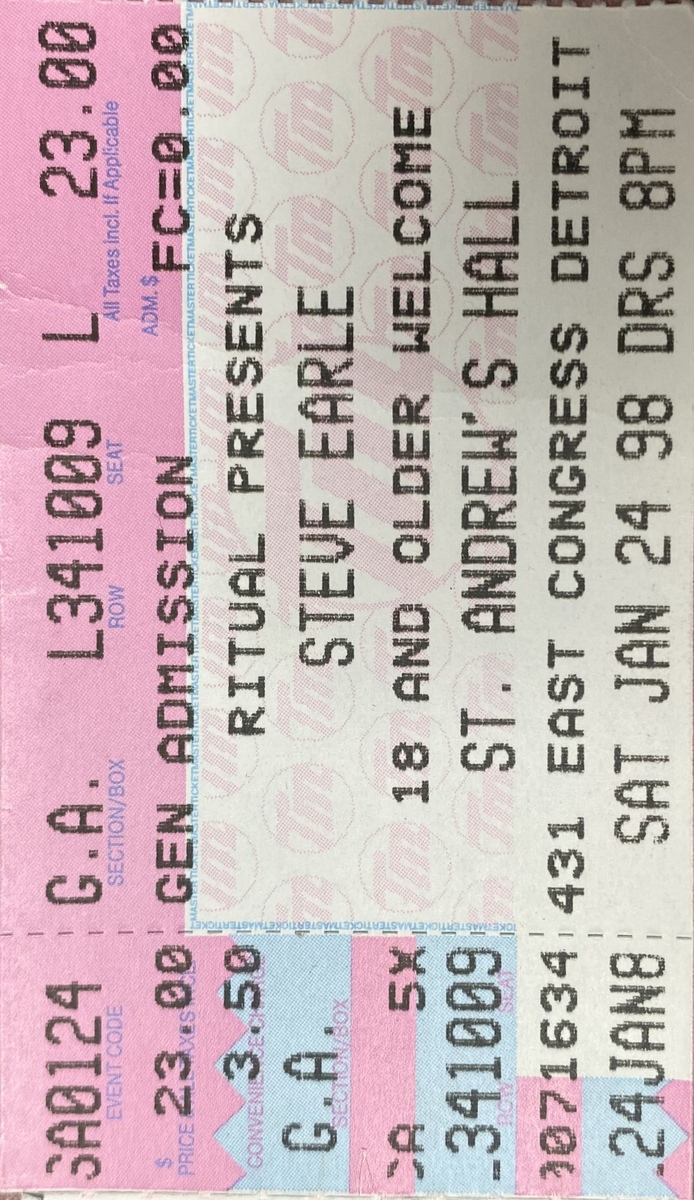 G.A. L341009 L 23.00
SECTION/BOX ROW SEAT All Taxes Incl. If Applicable
ADM.$
GEN ADMISSION FC=0.00
RITUAL PRESENTS
STEVE EARLE
18 AND OLDER WELCOME
ST. ANDREW'S HALL
431 EAST CONGRESS DETROIT
SAT JAN 24 98 DRS 8PM
SA0124
EVENT CODE
$ 23.00
PRICE
3.50
G.A.
SECTION/BOX
CA 5X
341009
ROW SEAT
071634
24JAN8